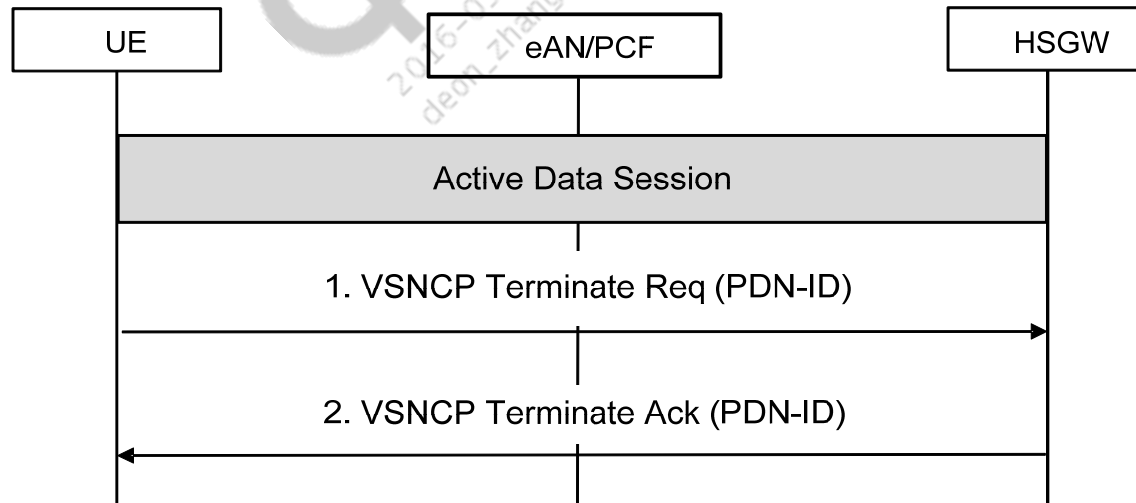 UE
eAN/PCF
HSGW
Active Data Session
1. VSNCP Terminate Req (PDN-ID)
2. VSNCP Terminate Ack (PDN-ID)